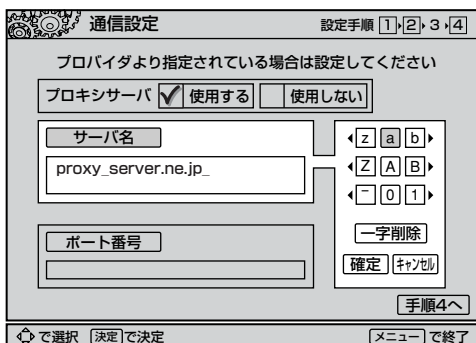 通信設定
設定手順 1 2 3 4
プロバイダより指定されている場合は設定してください
プロキシサーバ 使用する 使用しない
サーバ名
proxy_server.ne.jp_
z a b
Z A B
‾ 0 1
ポート番号
一字削除
確定 キャンセル
手順4へ
で選択 決定 で決定
メニュー で終了